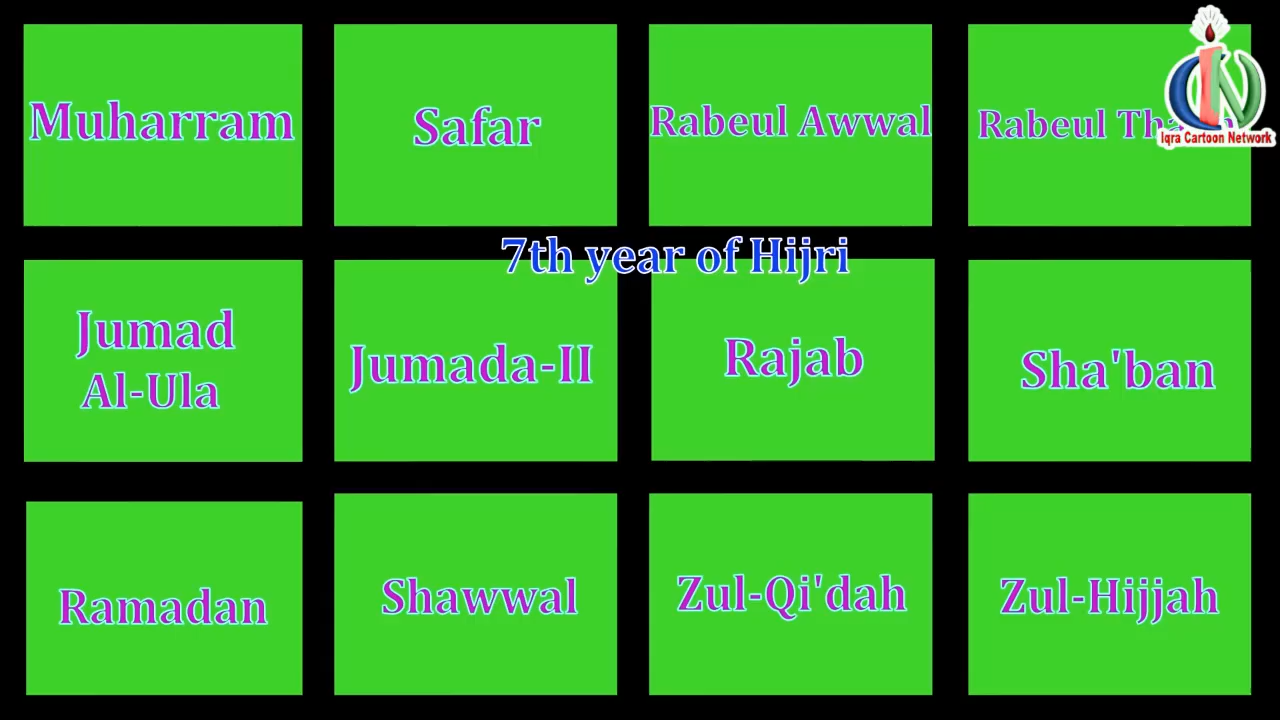 Muharram
Safar
Rabeul Awwal
Rabeul
Iqra Cartoon Network
7th year of Hijri
Jumad
Al-Ula
Jumada-II
Rajab
Sha'ban
Ramadan
Shawwal
Zul-Qi'dah
Zul-Hijjah